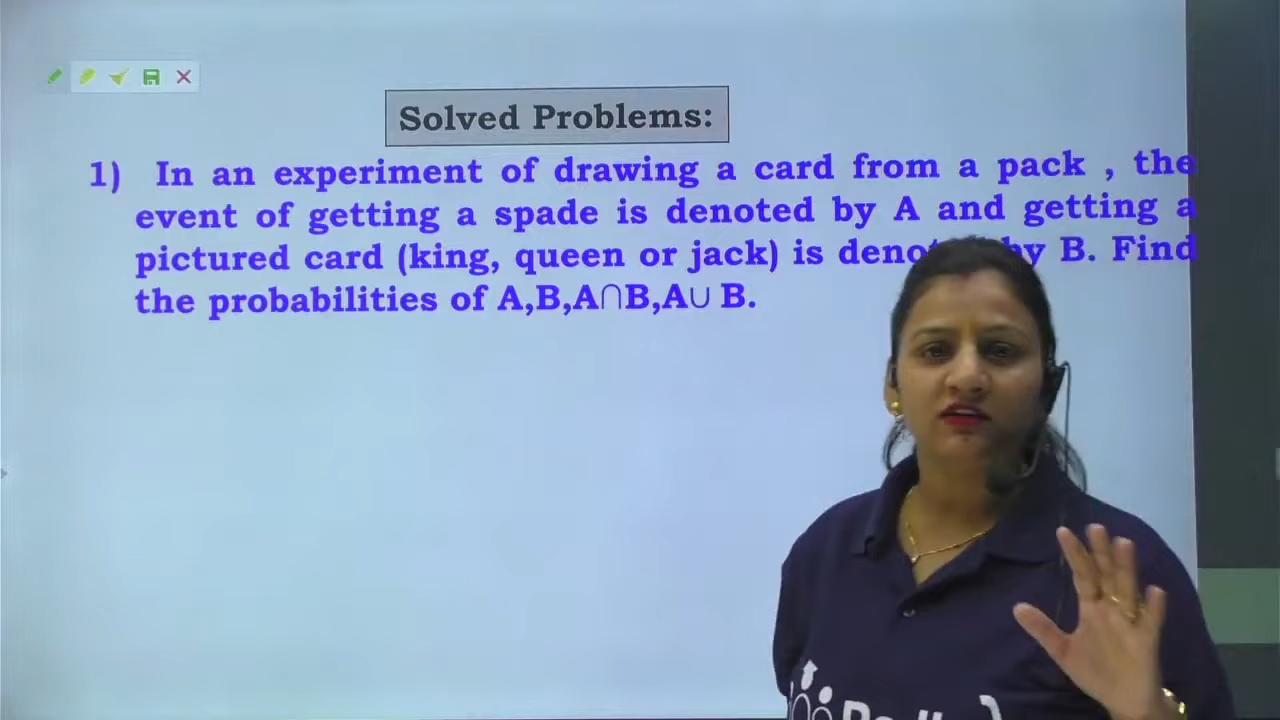 Solved Problems:
1) In an experiment of drawing a card from a pack , the
event of getting a spade is denoted by A and getting a
pictured card (king, queen or jack) is by B. Find
the probabilities of A,B,A∩B,A∪ B.